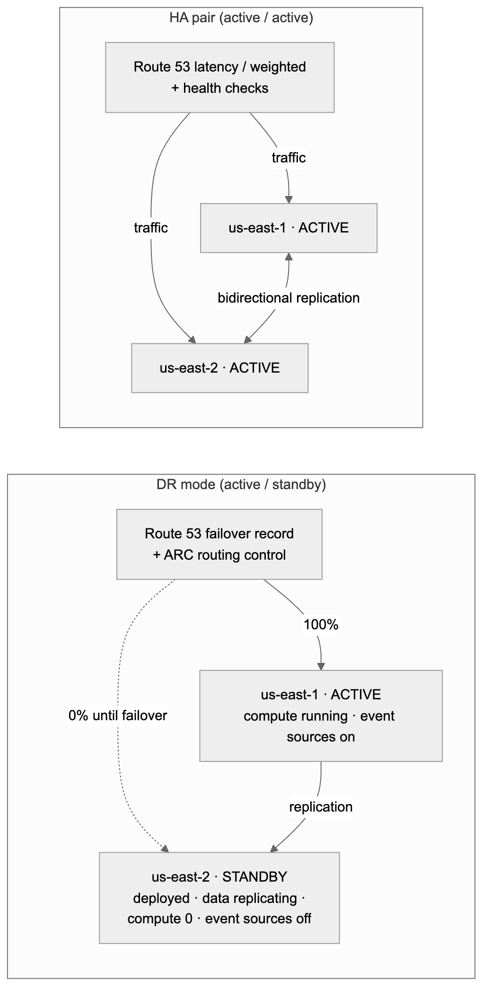 HA pair (active / active)
Route 53 latency / weighted
+ health checks
traffic
traffic
us-east-1 · ACTIVE
bidirectional replication
us-east-2 · ACTIVE
DR mode (active / standby)
Route 53 failover record
+ ARC routing control
100%
us-east-1 · ACTIVE
compute running · event
sources on
0% until failover
replication
us-east-2 · STANDBY
deployed · data replicating ·
compute 0 · event sources off